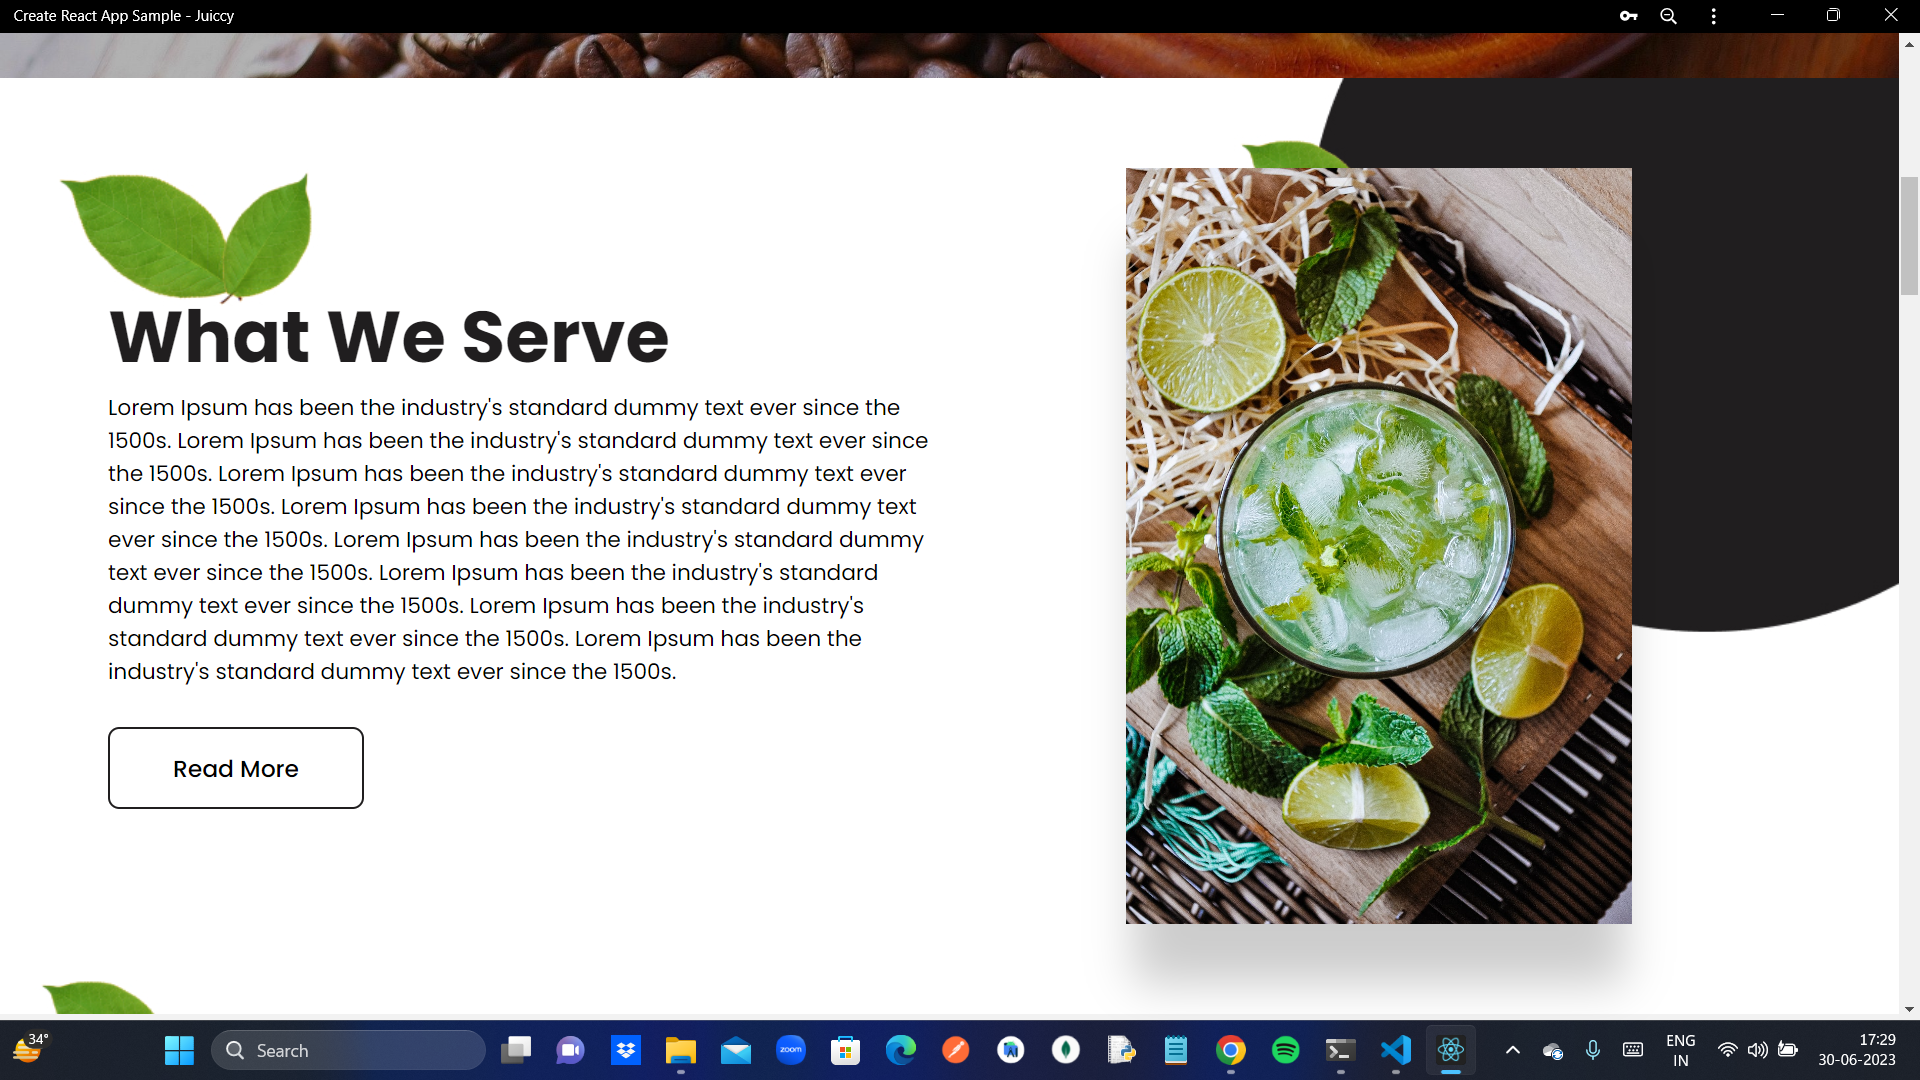 Create React App Sample - Juiccy
What We Serve
Lorem Ipsum has been the industry's standard dummy text ever since the
1500s. Lorem Ipsum has been the industry's standard dummy text ever since
the 1500s. Lorem Ipsum has been the industry's standard dummy text ever
since the 1500s. Lorem Ipsum has been the industry's standard dummy text
ever since the 1500s. Lorem Ipsum has been the industry's standard dummy
text ever since the 1500s. Lorem Ipsum has been the industry's standard
dummy text ever since the 1500s. Lorem Ipsum has been the industry's
standard dummy text ever since the 1500s. Lorem Ipsum has been the
industry's standard dummy text ever since the 1500s.
Read More
34°
Search
zoom
ENG
IN
17:29
30-06-2023